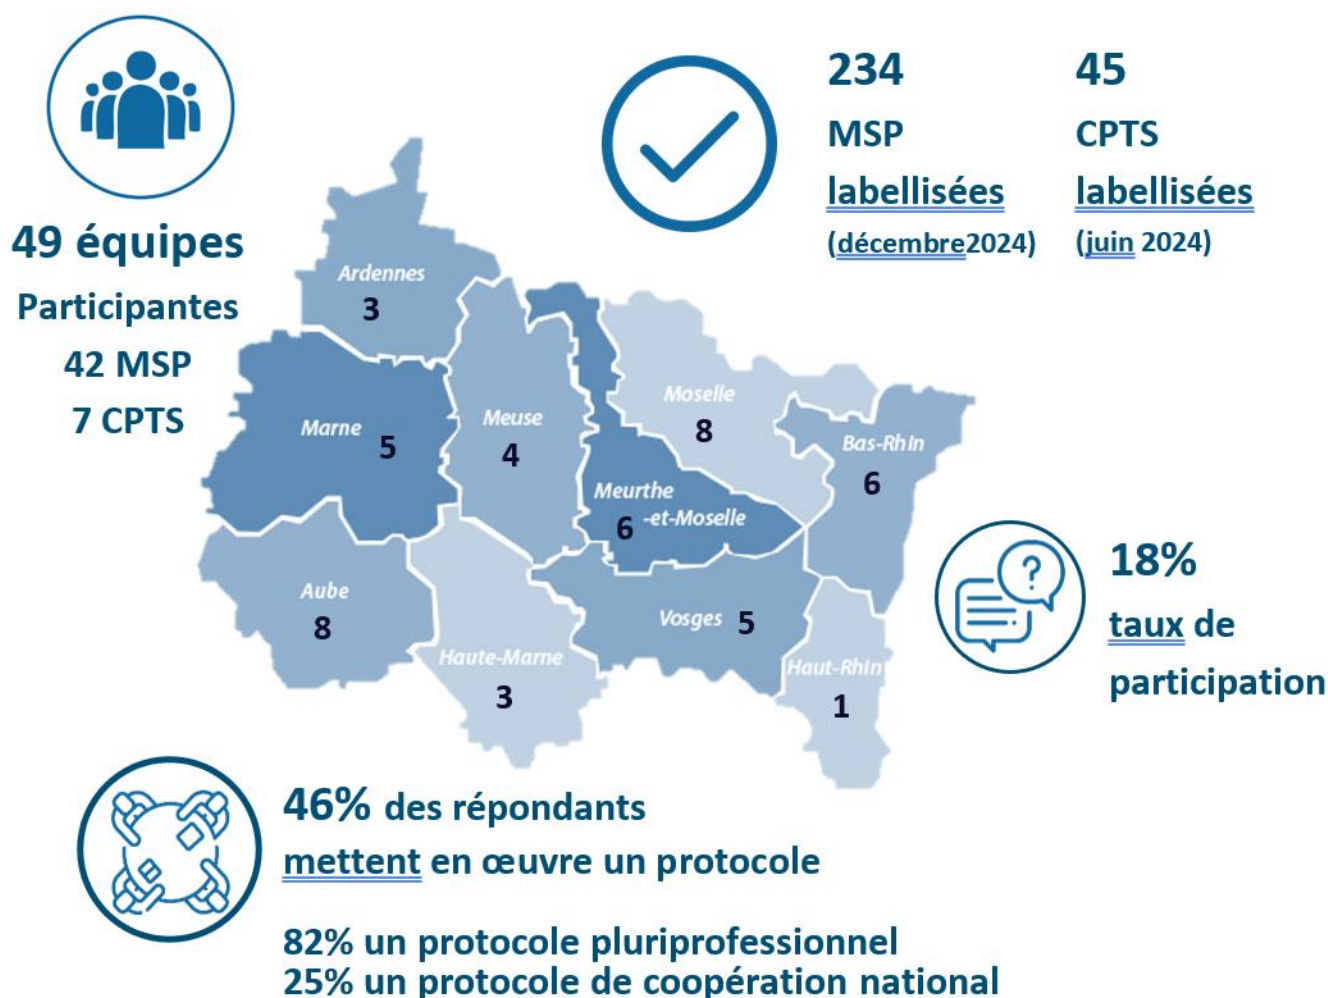 49 équipes
Participantes
42 MSP
7 CPTS
234
MSP
labellisées
(décembre2024)
45
CPTS
labellisées
(juin 2024)
Ardennes
3
Marne 5
Meuse
4
Moselle
8
Bas-Rhin
6
Meurthe
-et-Moselle
6
Aube
8
Vosges 5
Haute-Marne
3
Haut-Rhin
1
?
18%
taux de
participation
46% des répondants
mettent en œuvre un protocole
82% un protocole pluriprofessionnel
25% un protocole de coopération national